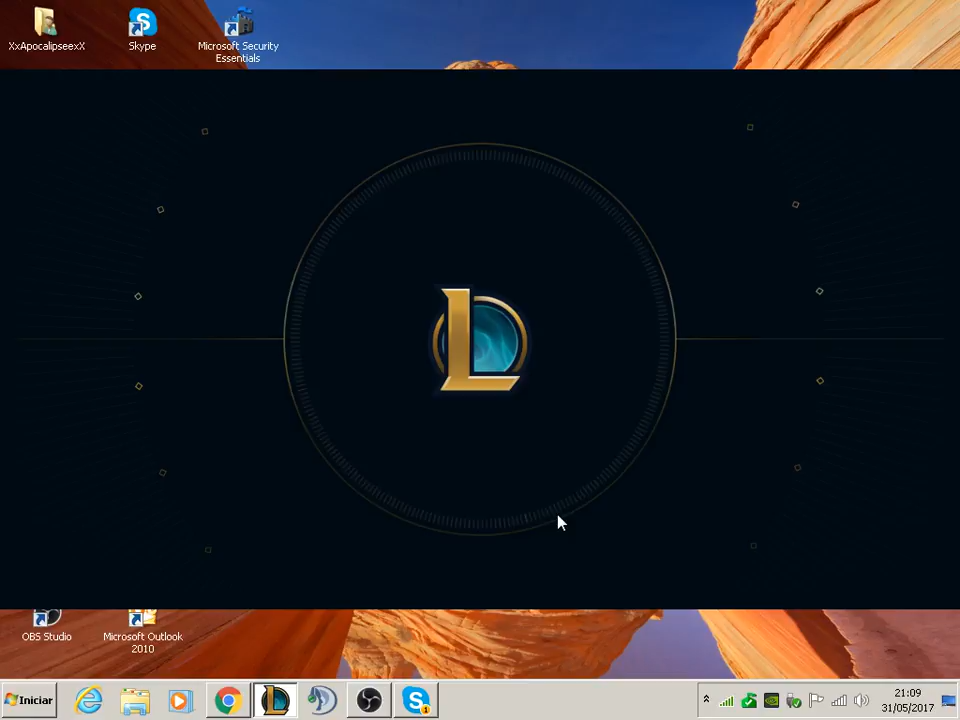 XxApocalipseexX
Skype
Microsoft Security
Essentials
OBS Studio
Microsoft Outlook
2010
Iniciar
21:09
31/05/2017